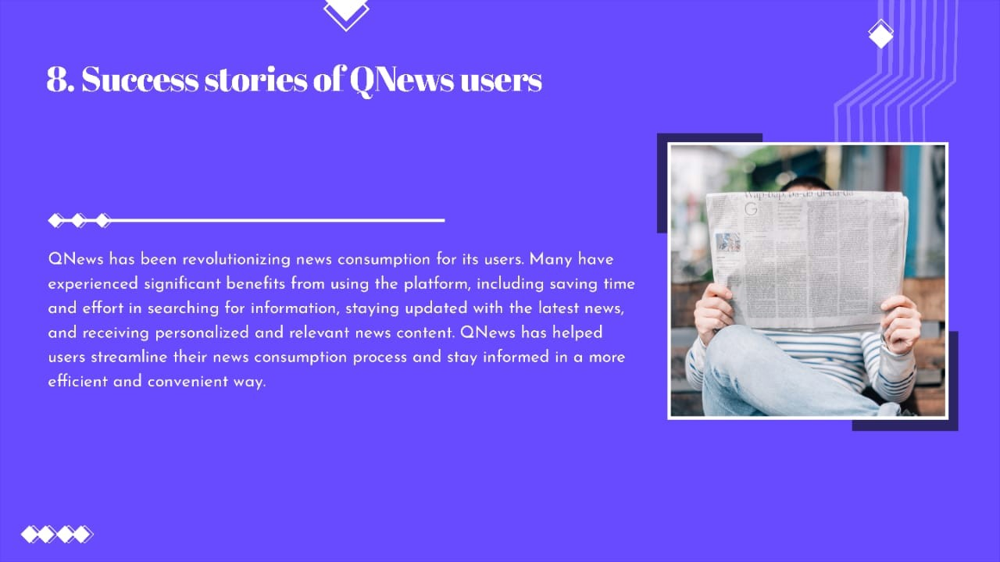 8. Success stories of QNews users
QNews has been revolutionizing news consumption for its users. Many have
experienced significant benefits from using the platform, including saving time
and effort in searching for information, staying updated with the latest news,
and receiving personalized and relevant news content. QNews has helped
users streamline their news consumption process and stay informed in a more
efficient and convenient way.
G